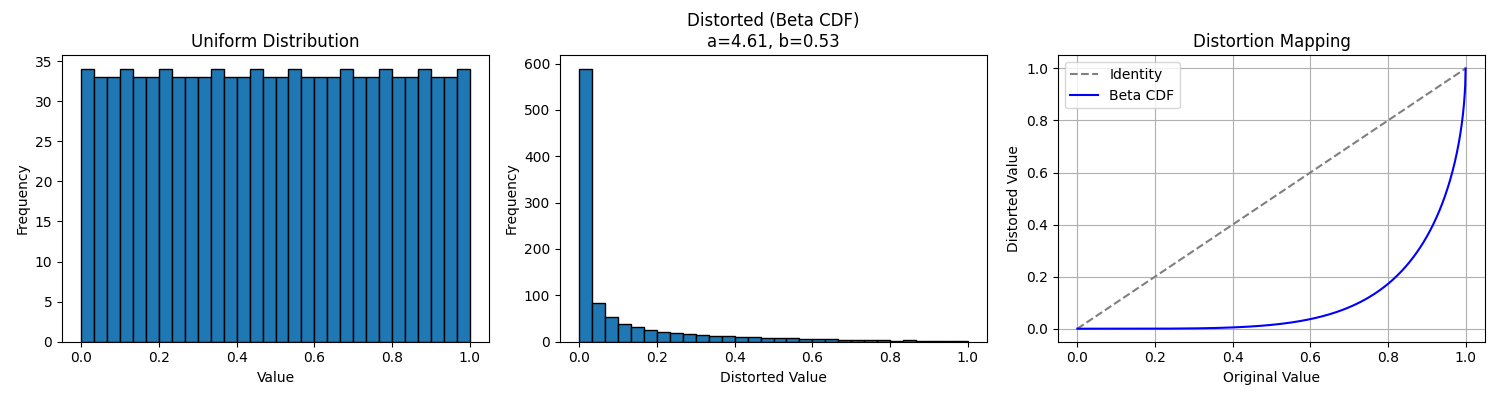 Uniform Distribution
Frequency
35
30
25
20
15
10
5
0
0.0 0.2 0.4 0.6 0.8 1.0
Value
Distorted (Beta CDF)
a=4.61, b=0.53
Frequency
600
500
400
300
200
100
0
0.0 0.2 0.4 0.6 0.8 1.0
Distorted Value
Distortion Mapping
Identity
Beta CDF
Distorted Value
1.0
0.8
0.6
0.4
0.2
0.0
0.0 0.2 0.4 0.6 0.8 1.0
Original Value